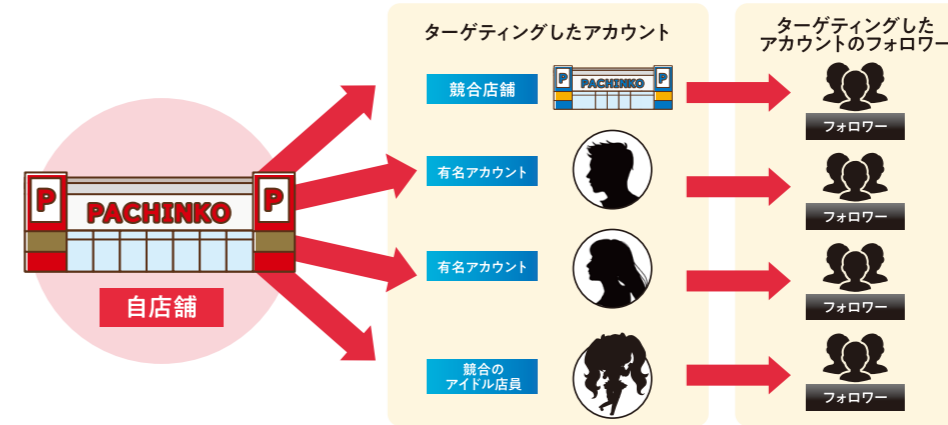 ターゲティングしたアカウント
ターゲティングした
アカウントのフォロワー
競合店舗
P PACHINKO P
フォロワー
有名アカウント
フォロワー
P PACHINKO P
自店舗
有名アカウント
フォロワー
競合の
アイドル店員
フォロワー